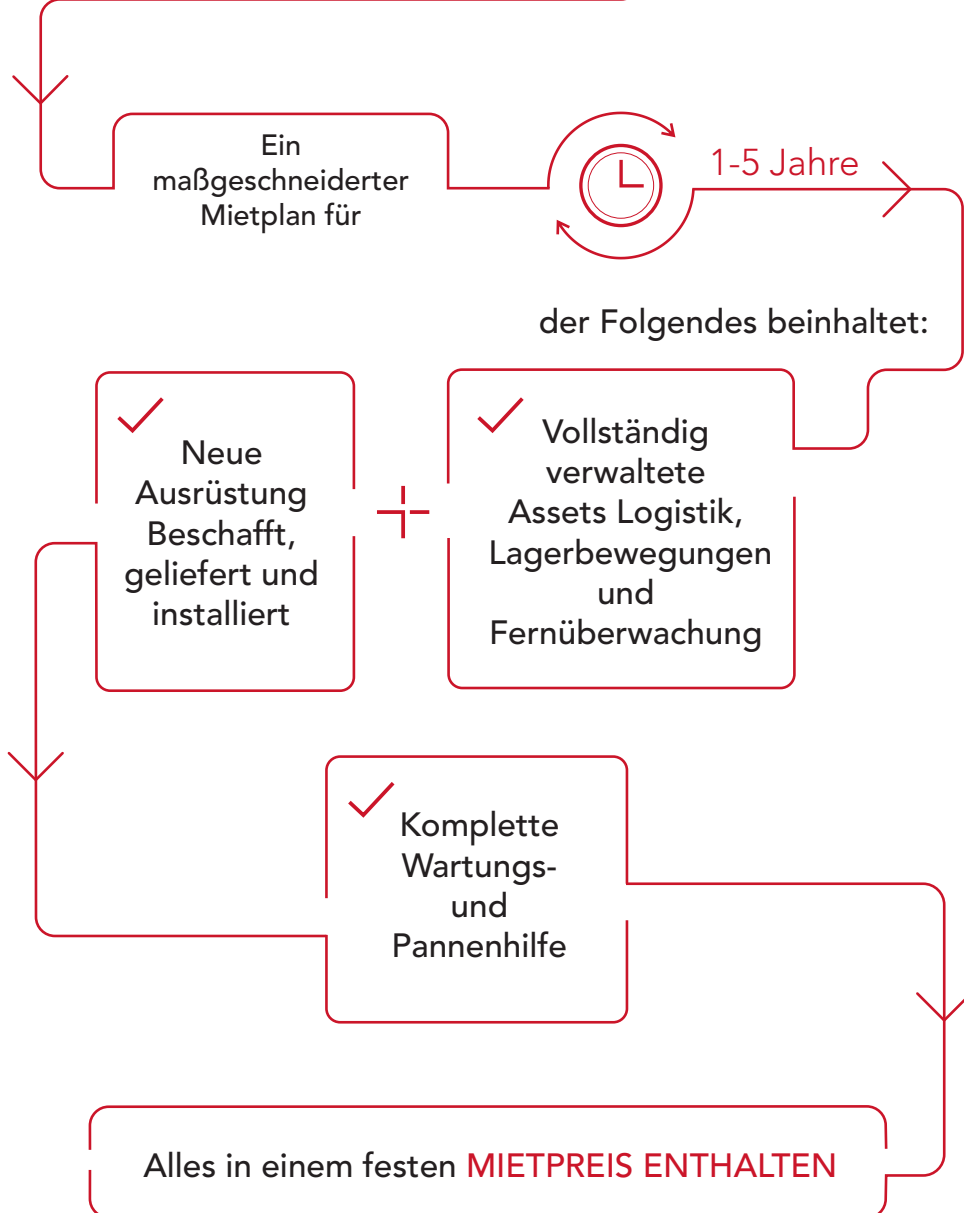 Ein
maßgeschneiderter
Mietplan für
1-5 Jahre
der Folgendes beinhaltet:
Neue
Ausrüstung
Beschafft,
geliefert und
installiert
Vollständig
verwaltete
Assets Logistik,
Lagerbewegungen
und
Fernüberwachung
Komplette
Wartungs-
und
Pannenhilfe
Alles in einem festen MIETPREIS ENTHALTEN